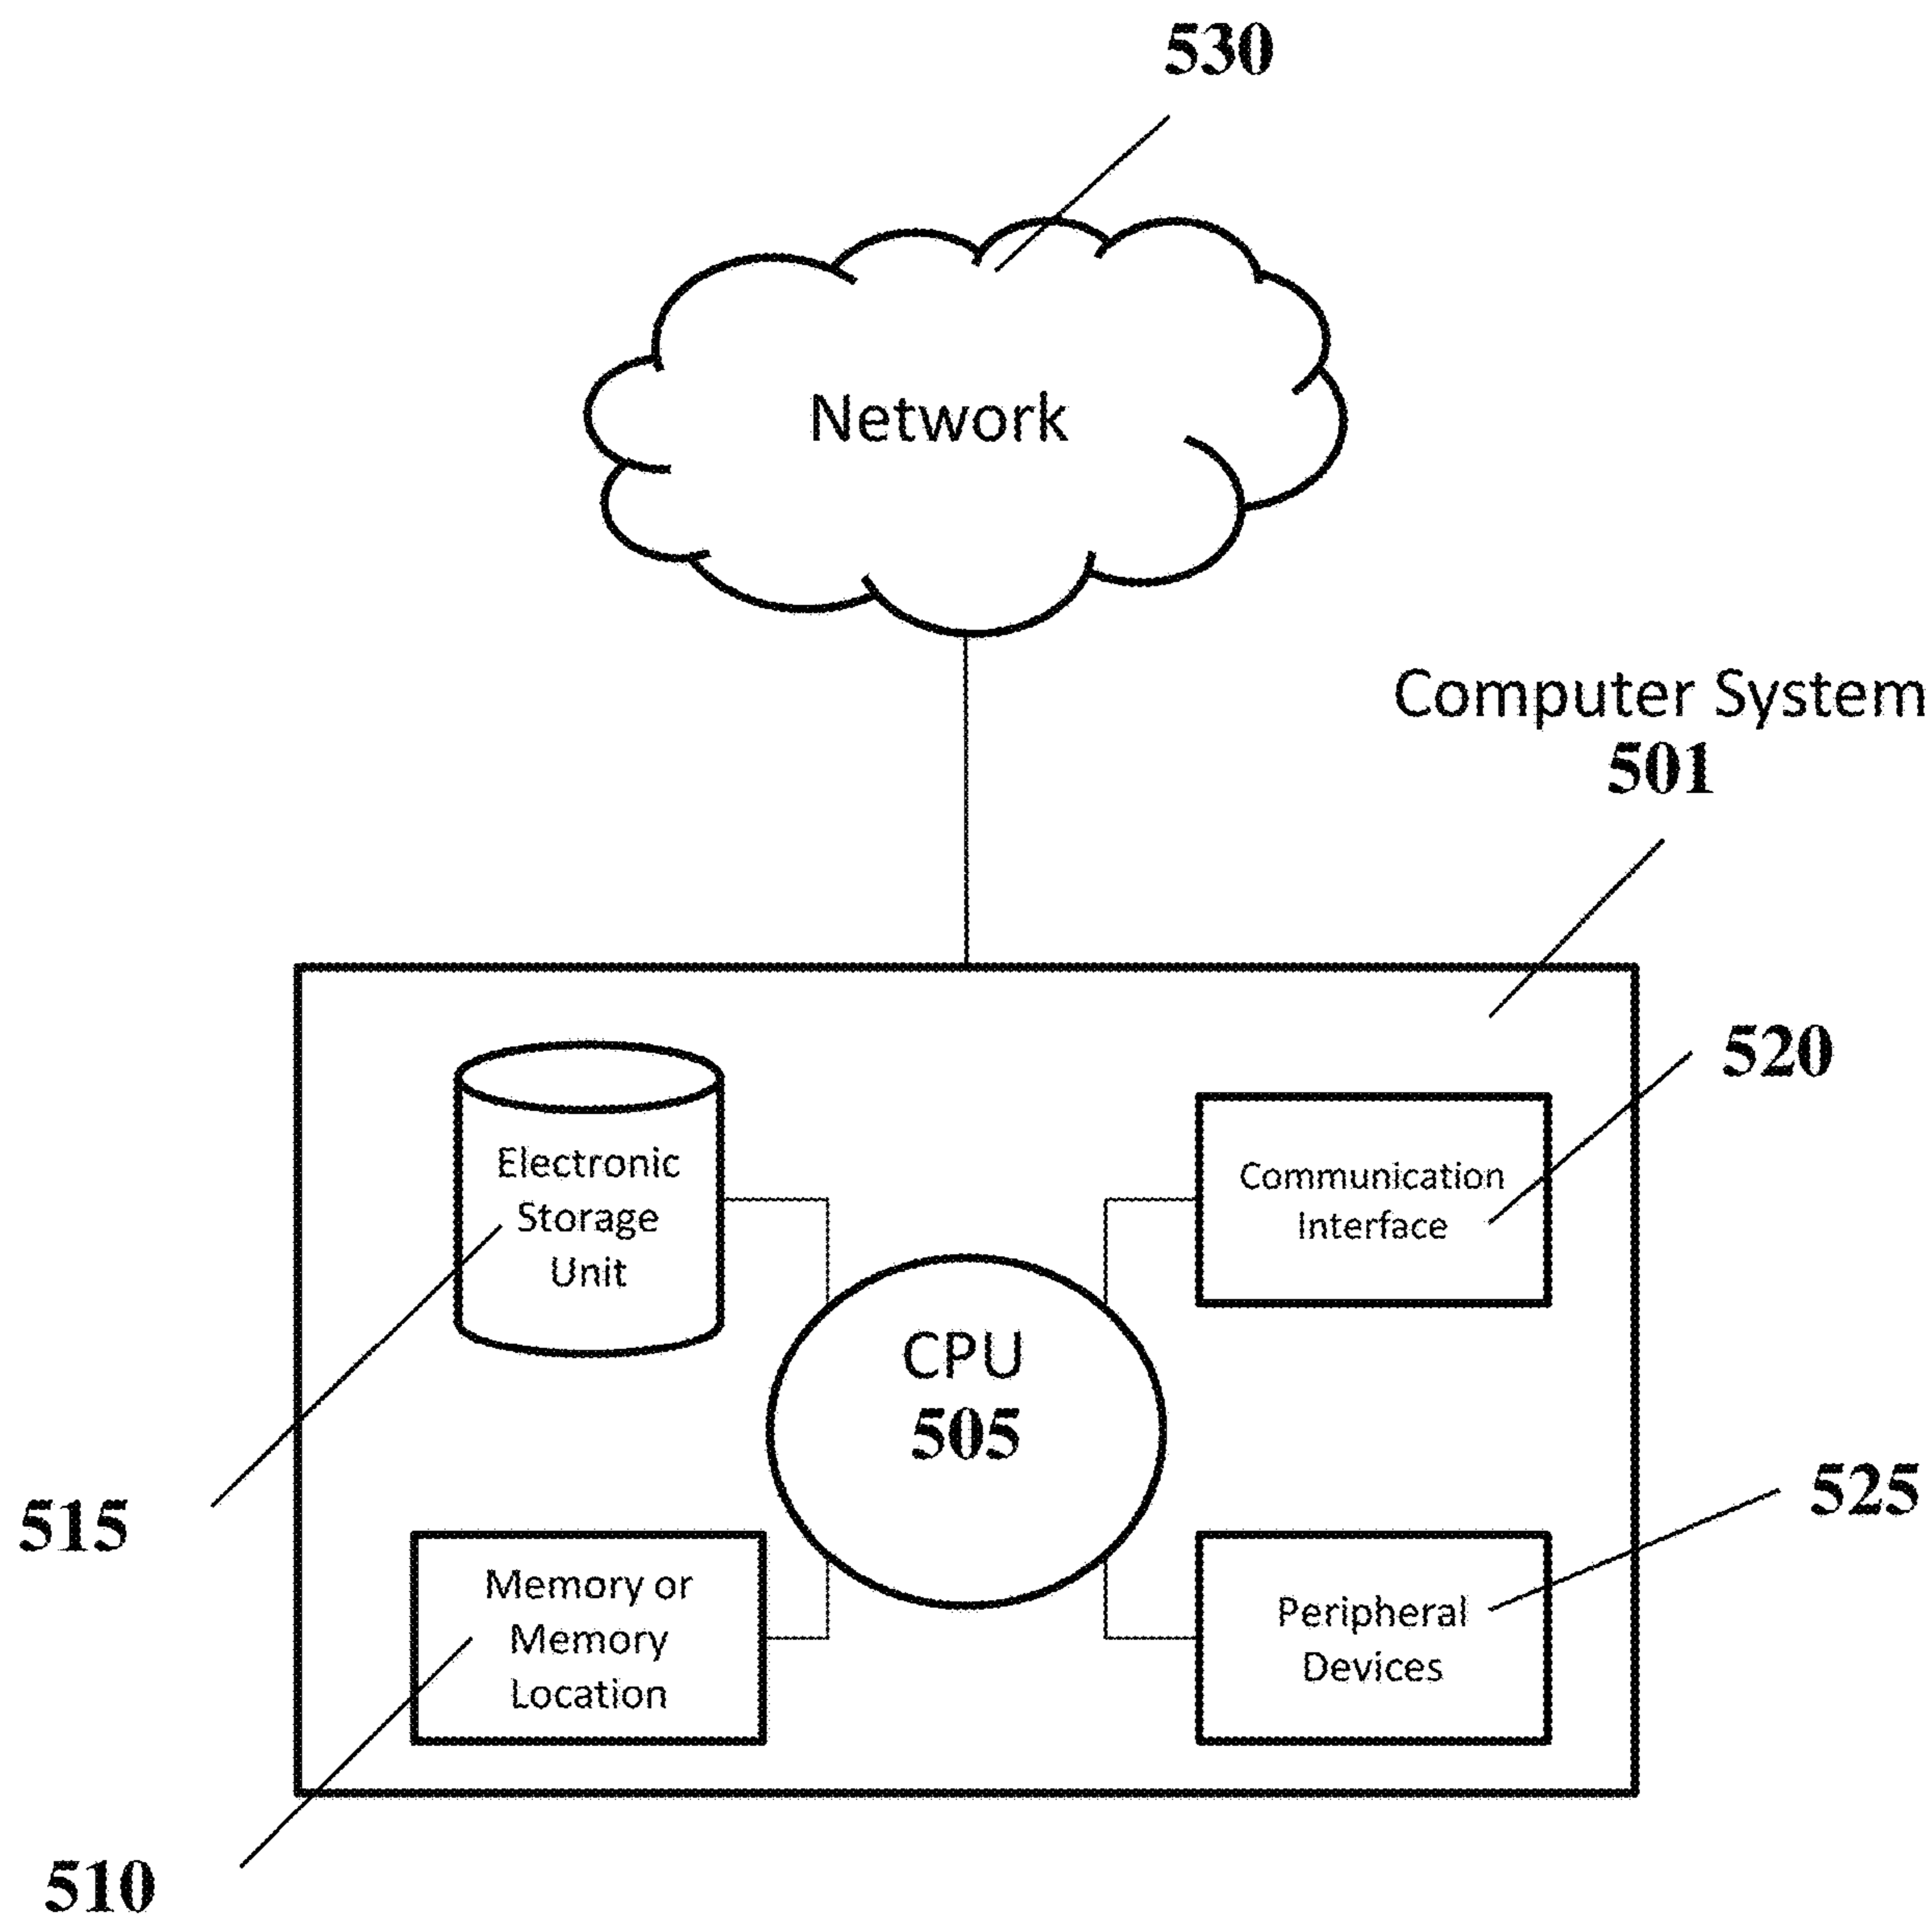 530
Network
Computer System
501
520
Electronic
Storage
Unit
Communication
Interface
CPU
505
515
525
Memory or
Memory
Location
Peripheral
Devices
510